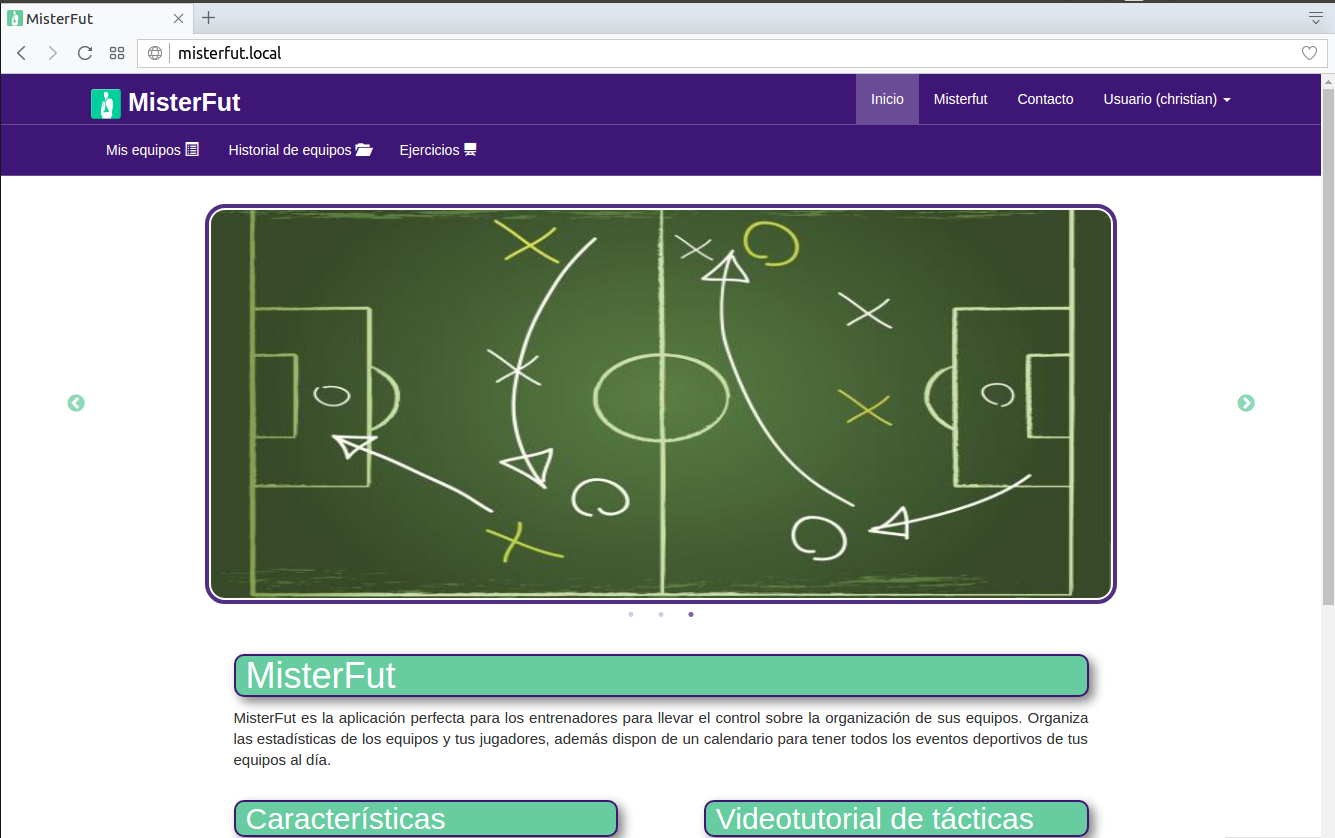 MisterFut
misterfut.local
MisterFut
Inicio Misterfut Contacto Usuario (christian)
Mis equipos Historial de equipos Ejercicios
MisterFut
MisterFut es la aplicación perfecta para los entrenadores para llevar el control sobre la organización de sus equipos. Organiza
las estadísticas de los equipos y tus jugadores, además dispon de un calendario para tener todos los eventos deportivos de tus
equipos al día.
Características Videotutorial de tácticas